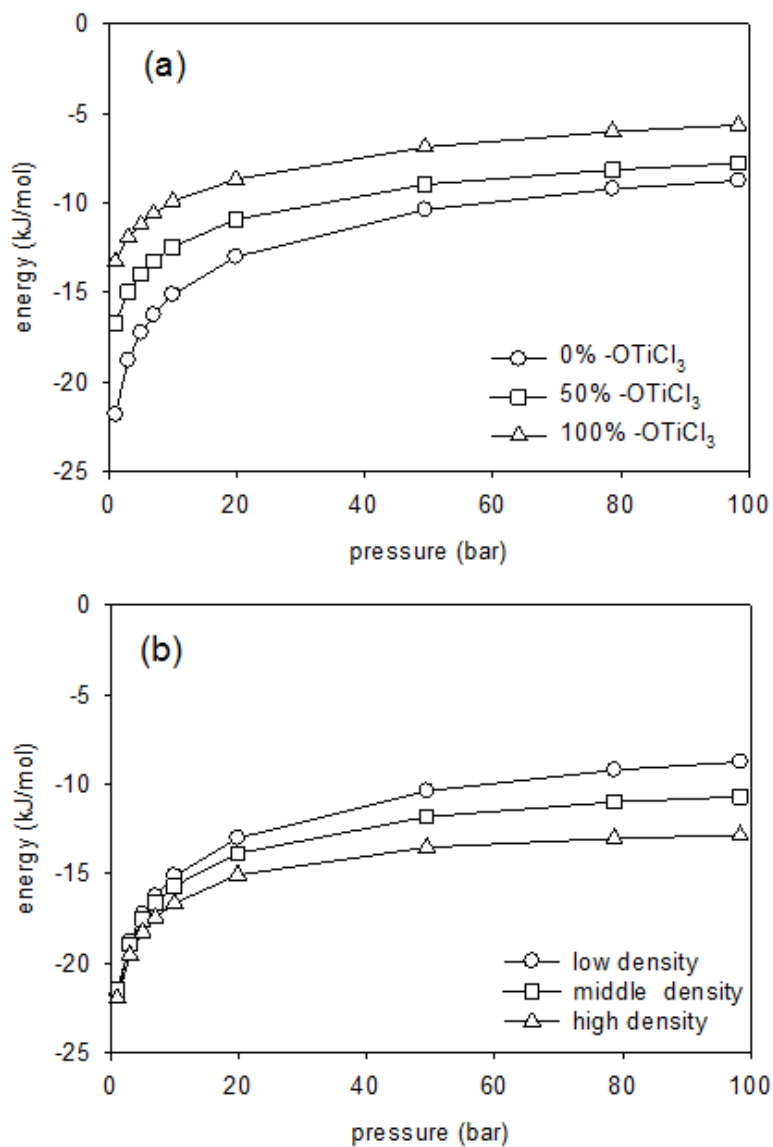 0
(a)
-5
-10
energy (kJ/mol)
-15
0% -OTiCl3
-20
50% -OTiCl3
100% -OTiCl3
-25
0 20 40 60 80 100
pressure (bar)
0
(b)
-5
-10
energy (kJ/mol)
-15
-20
low density
middle density
high density
-25
0 20 40 60 80 100
pressure (bar)